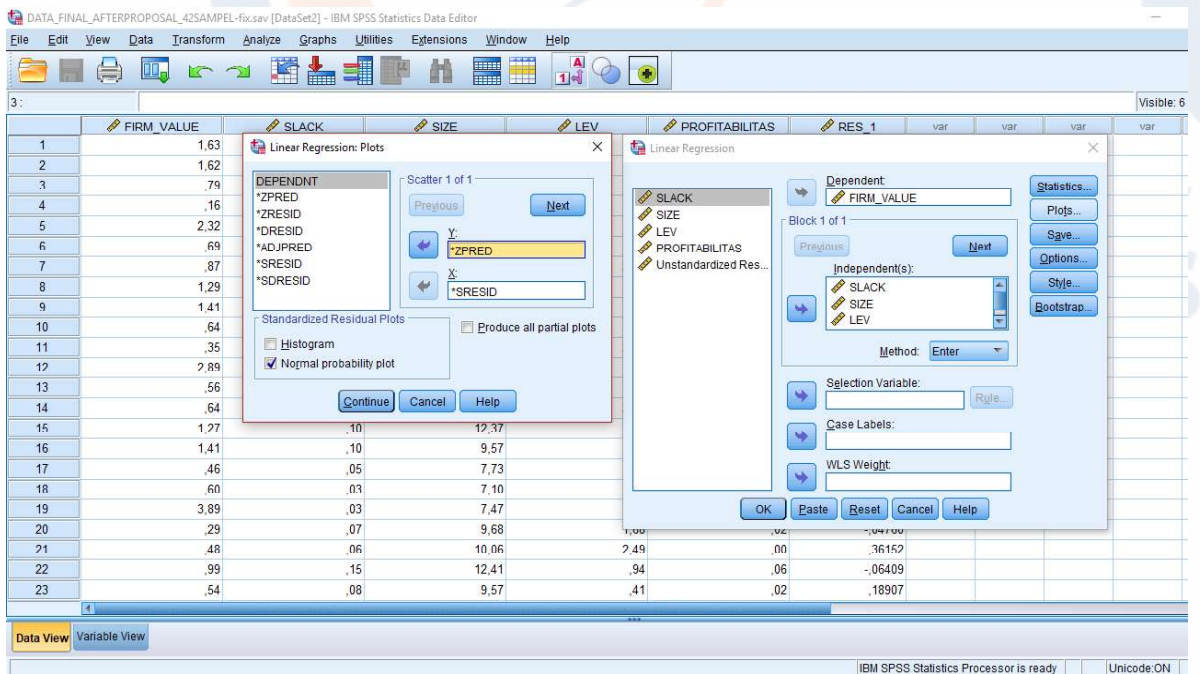 DATA_FINAL_AFTERPROPOSAL_42SAMPEL-fix.sav [DataSet2] - IBM SPSS Statistics Data Editor
File Edit View Data Transform Analyze Graphs Utilities Extensions Window Help
3 :
Visible: 6
FIRM_VALUE SLACK SIZE LEV PROFITABILITAS RES_1 var var var var
1 1,63
2 1,62
3 ,79
4 ,16
5 2,32
6 ,69
7 ,87
8 1,29
9 1,41
10 ,64
11 ,35
12 2,89
13 ,56
14 ,64
15 1,27 ,10 12,37
16 1,41 ,10 9,57
17 ,46 ,05 7,73
18 ,60 ,03 7,10
19 3,89 ,03 7,47
20 ,29 ,07 9,68 1,68 ,02 -,04760
21 ,48 ,06 10,06 2,49 ,00 ,36152
22 ,99 ,15 12,41 ,94 ,06 -,06409
23 ,54 ,08 9,57 ,41 ,02 ,18907
Linear Regression: Plots
DEPENDNT
*ZPRED
*ZRESID
*DRESID
*ADJPRED
*SRESID
*SDRESID
Scatter 1 of 1
Previous Next
Y:
*ZPRED
X:
*SRESID
Standardized Residual Plots
Histogram
Normal probability plot
Produce all partial plots
Continue Cancel Help
Linear Regression
SLACK
SIZE
LEV
PROFITABILITAS
Unstandardized Res...
Dependent:
FIRM_VALUE
Block 1 of 1
Previous Next
Independent(s):
SLACK
SIZE
LEV
Method: Enter
Selection Variable:
Rule...
Case Labels:
WLS Weight:
Statistics...
Plots...
Save...
Options...
Style...
Bootstrap...
OK Paste Reset Cancel Help
Data View Variable View
IBM SPSS Statistics Processor is ready Unicode:ON